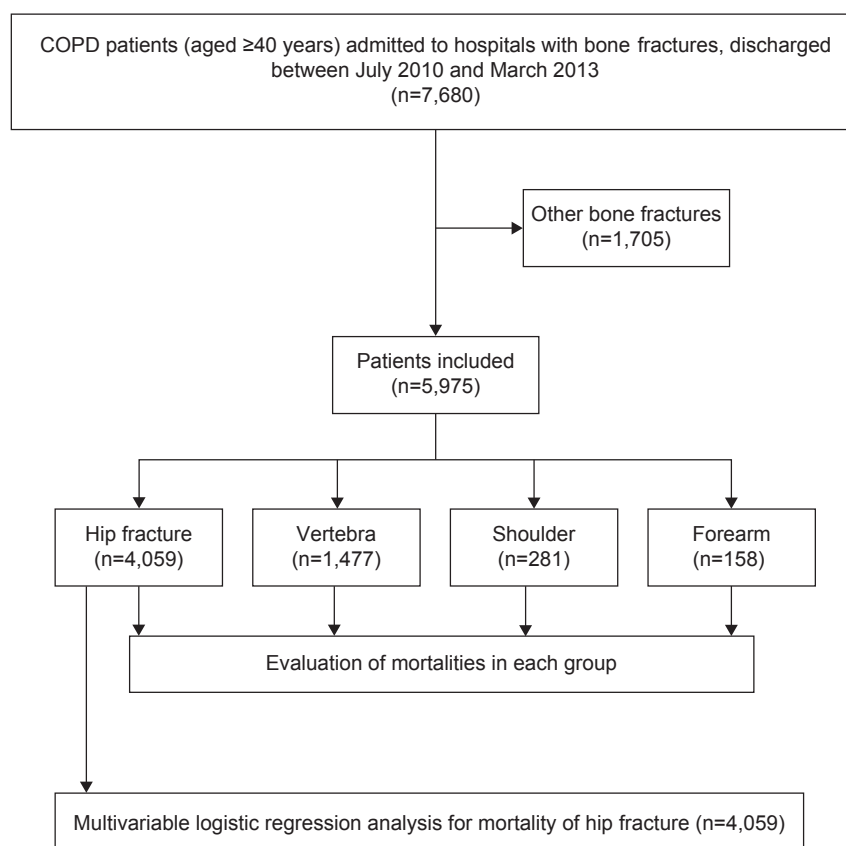 COPD patients (aged ≥40 years) admitted to hospitals with bone fractures, discharged
between July 2010 and March 2013
(n=7,680)
Other bone fractures
(n=1,705)
Patients included
(n=5,975)
Hip fracture
(n=4,059)
Vertebra
(n=1,477)
Shoulder
(n=281)
Forearm
(n=158)
Evaluation of mortalities in each group
Multivariable logistic regression analysis for mortality of hip fracture (n=4,059)